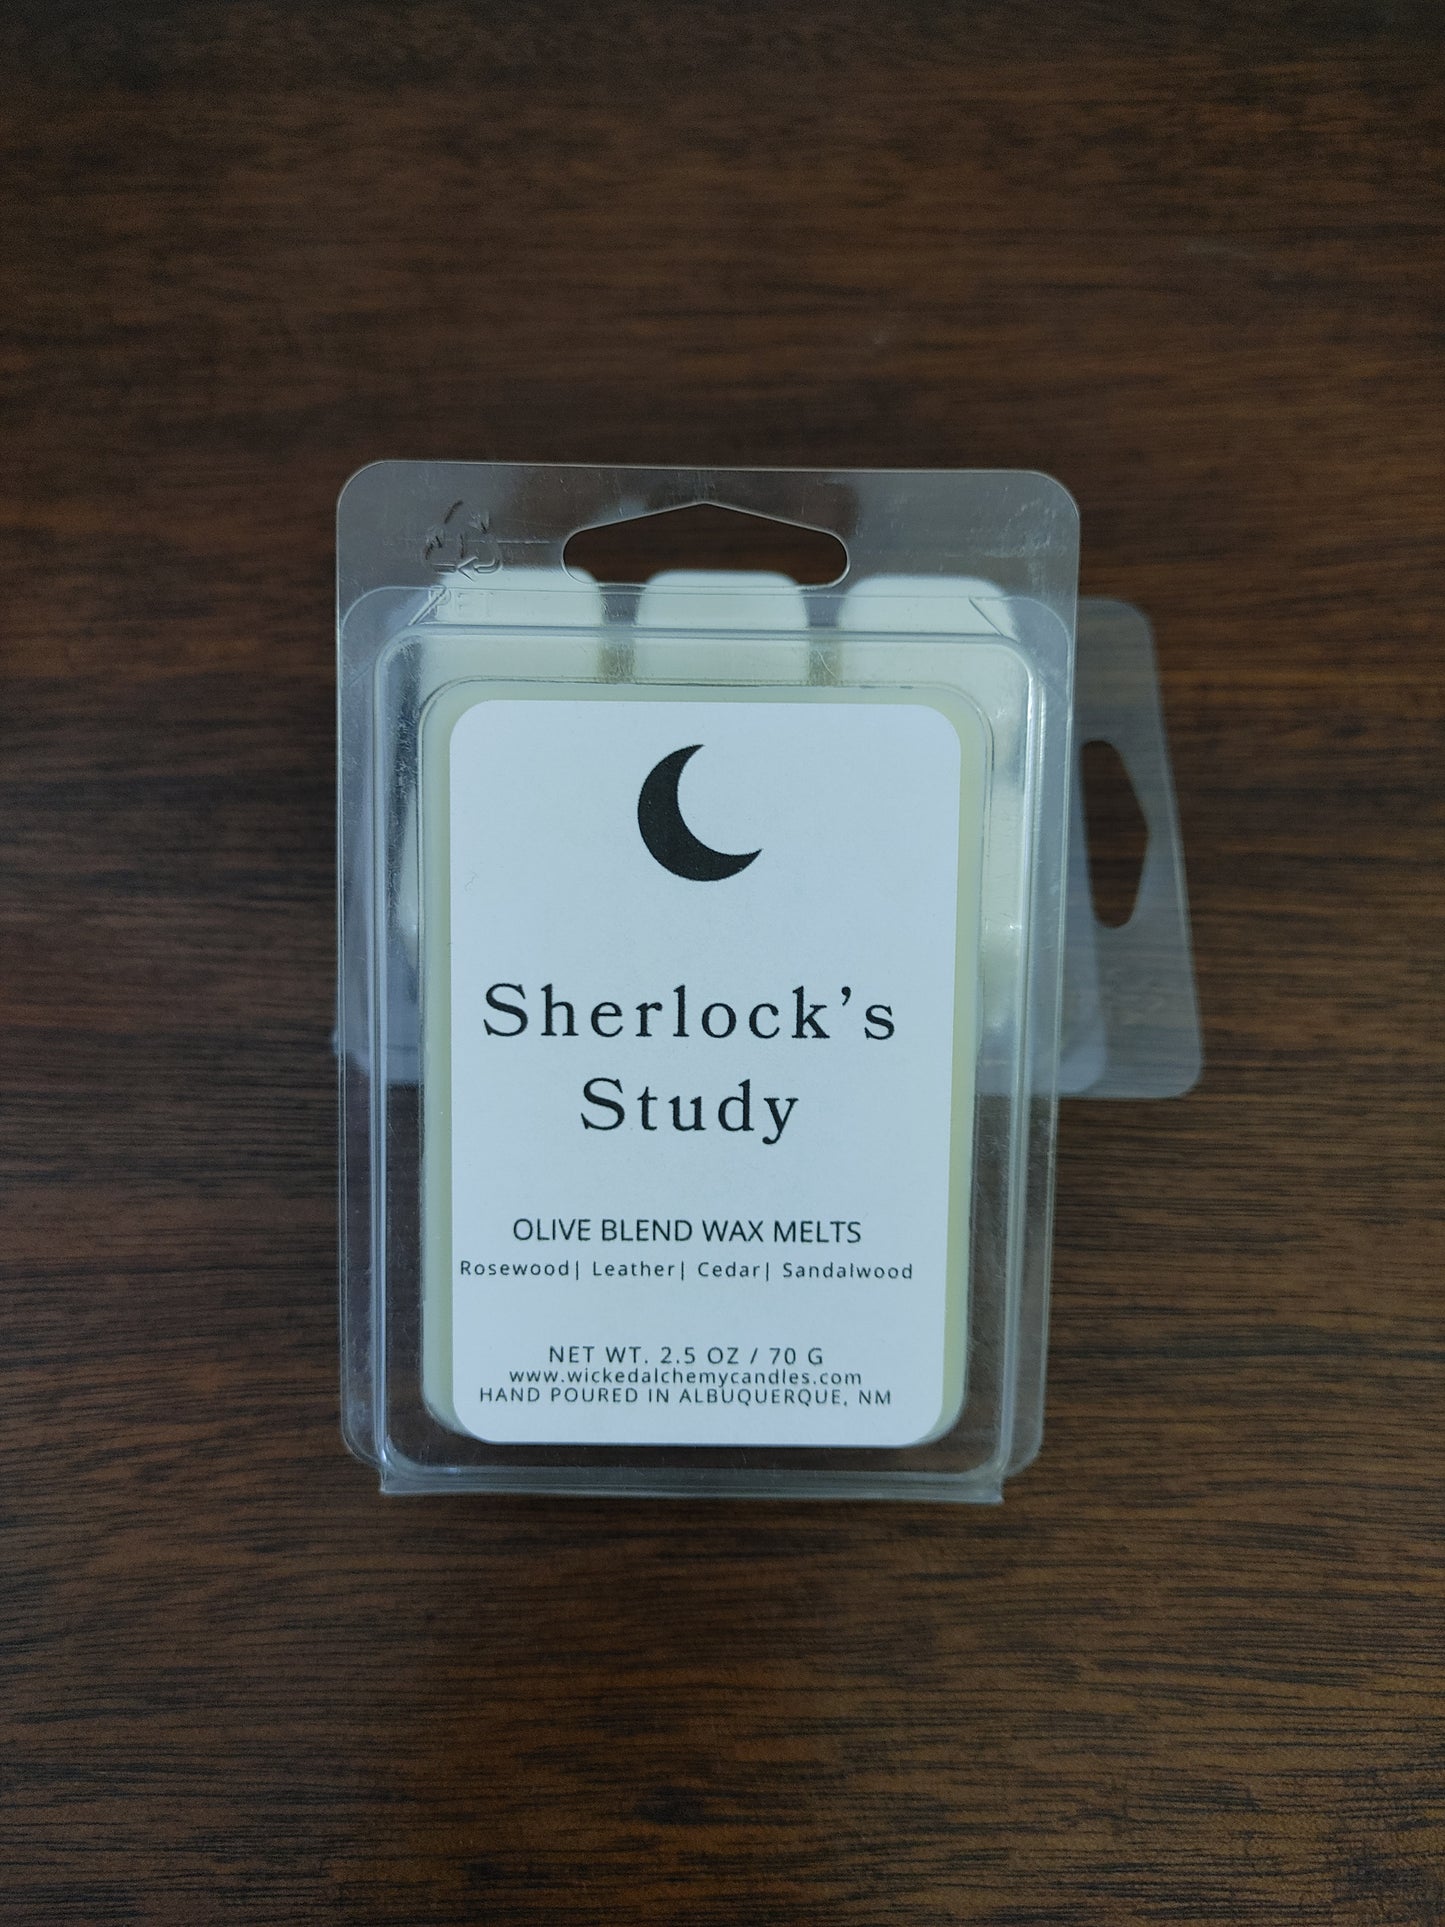 PET
Sherlock's
Study
OLIVE BLEND WAX MELTS
Rosewood| Leather| Cedar| Sandalwood
NET WT. 2.5 OZ / 70 G
www.wickedalchemycandles.com
HAND POURED IN ALBUQUERQUE, NM